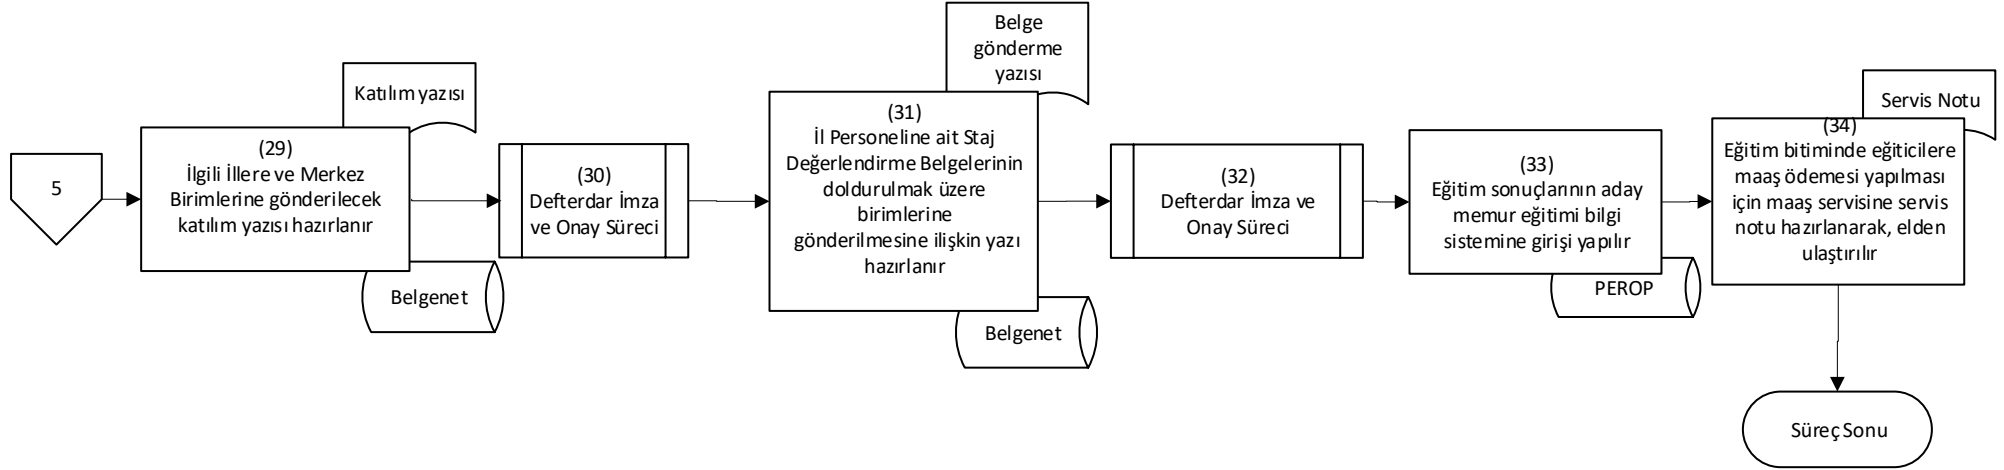 5
Katılım yazısı
(29)
İlgili İllere ve Merkez
Birimlerine gönderilecek
katılım yazısı hazırlanır
Belgenet
(30)
Defterdar İmza
ve Onay Süreci
Belge
gönderme
yazısı
(31)
İl Personeline ait Staj
Değerlendirme Belgelerinin
doldurulmak üzere
birimlerine
gönderilmesine ilişkin yazı
hazırlanır
Belgenet
(32)
Defterdar İmza ve
Onay Süreci
(33)
Eğitim sonuçlarının aday
memur eğitimi bilgi
sistemine girişi yapılır
PEROP
Servis Notu
(34)
Eğitim bitiminde eğiticilere
maaş ödemesi yapılması
için maaş servisine servis
notu hazırlanarak, elden
ulaştırılır
Süreç Sonu